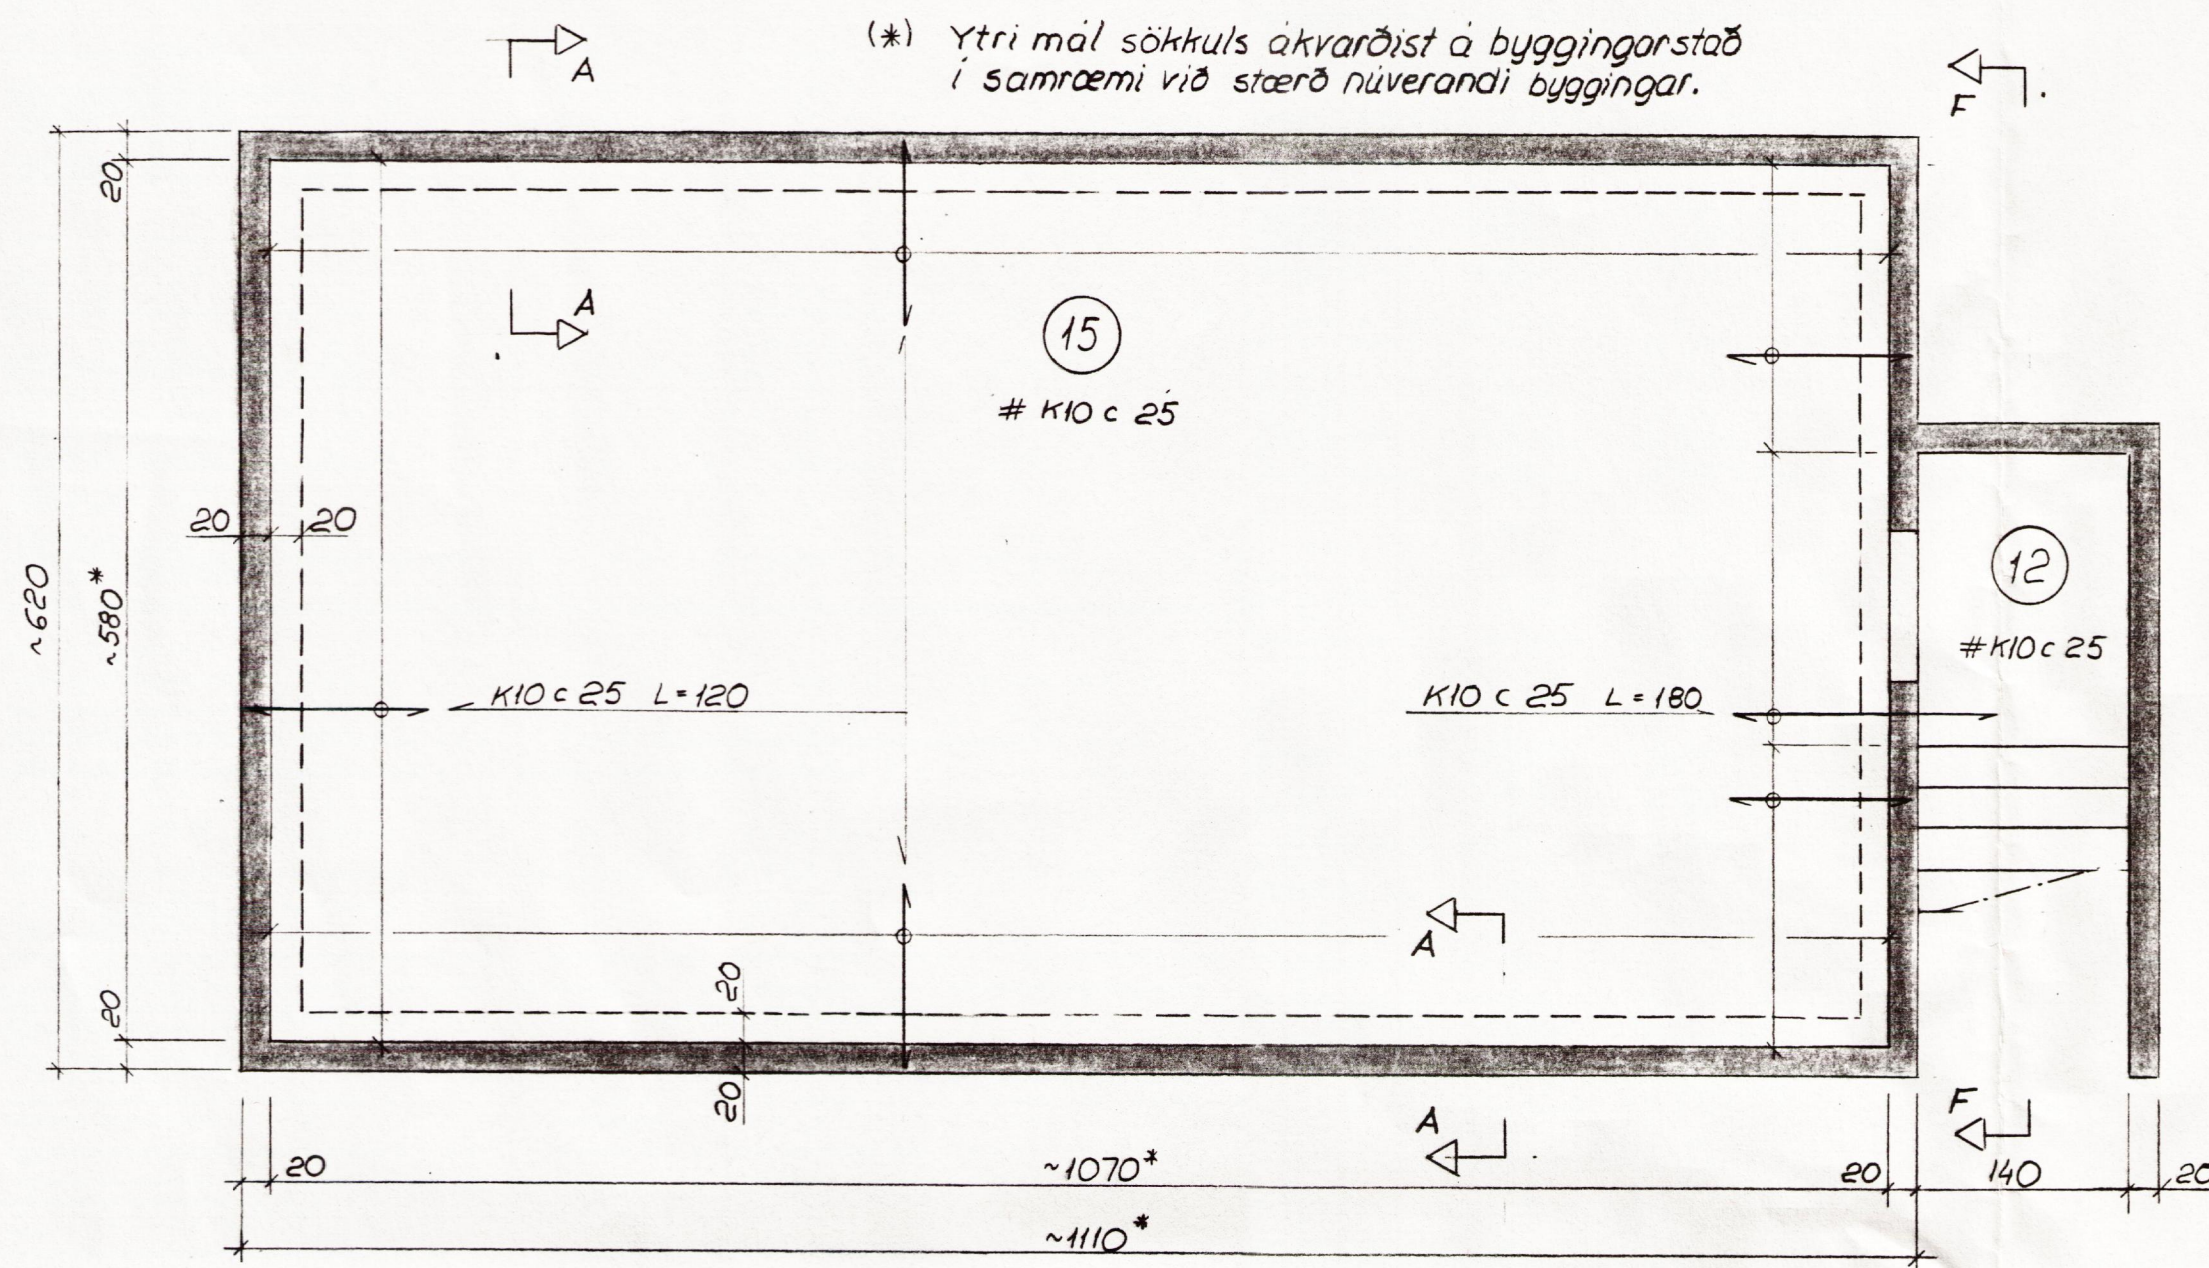 (*) Ytri mál sökkuls ákvarðist á byggingarstað
í samræmi við stærð núverandi byggingar.
A
F
20
A
15
# K10 c 25
20
20
12
#K10 c 25
~620
~580*
K10 c 25 L=120
K10 c 25 L=180
A
20
20
20
A
F
20
~1070*
20
140
20
~1110*